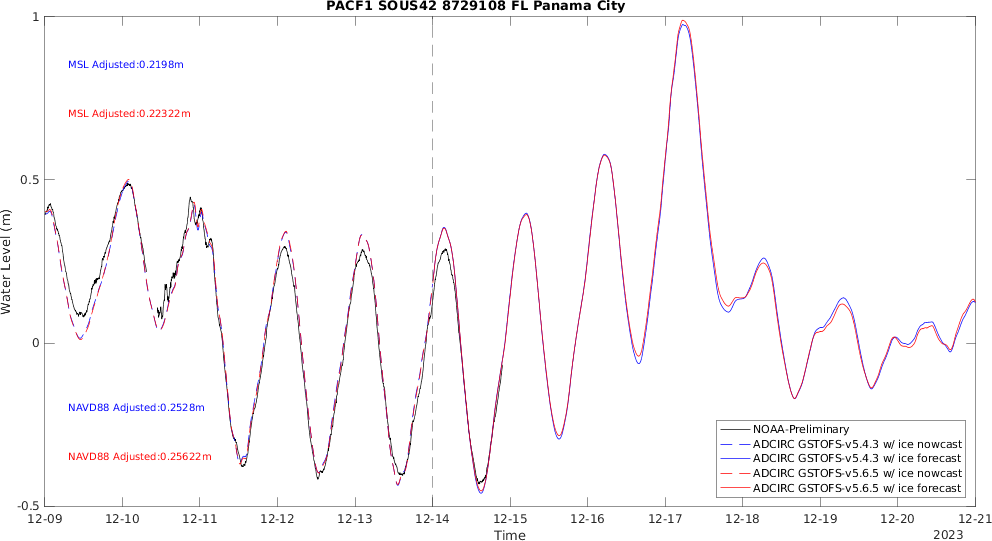 PACF1 SOUS42 8729108 FL Panama City
1
0.5
0
-0.5
Water Level (m)
MSL Adjusted:0.2198m
MSL Adjusted:0.22322m
NAVD88 Adjusted:0.2528m
NAVD88 Adjusted:0.25622m
NOAA-Preliminary
ADCIRC GSTOFS-v5.4.3 w/ ice nowcast
ADCIRC GSTOFS-v5.4.3 w/ ice forecast
ADCIRC GSTOFS-v5.6.5 w/ ice nowcast
ADCIRC GSTOFS-v5.6.5 w/ ice forecast
12-09 12-10 12-11 12-12 12-13 12-14 12-15 12-16 12-17 12-18 12-19 12-20 12-21
Time
2023